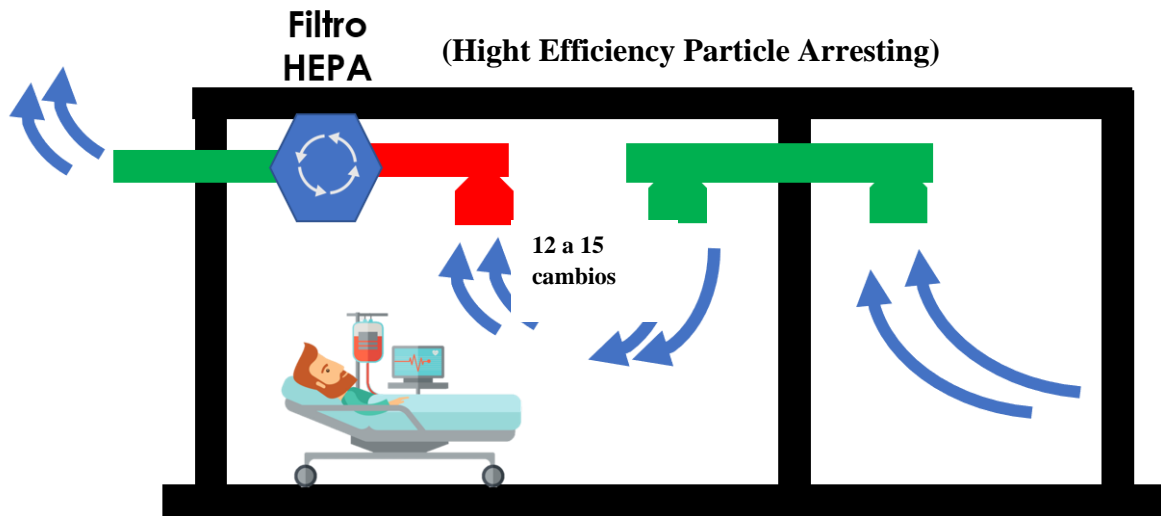 Filtro
HEPA
(Hight Efficiency Particle Arresting)
12 a 15
cambios